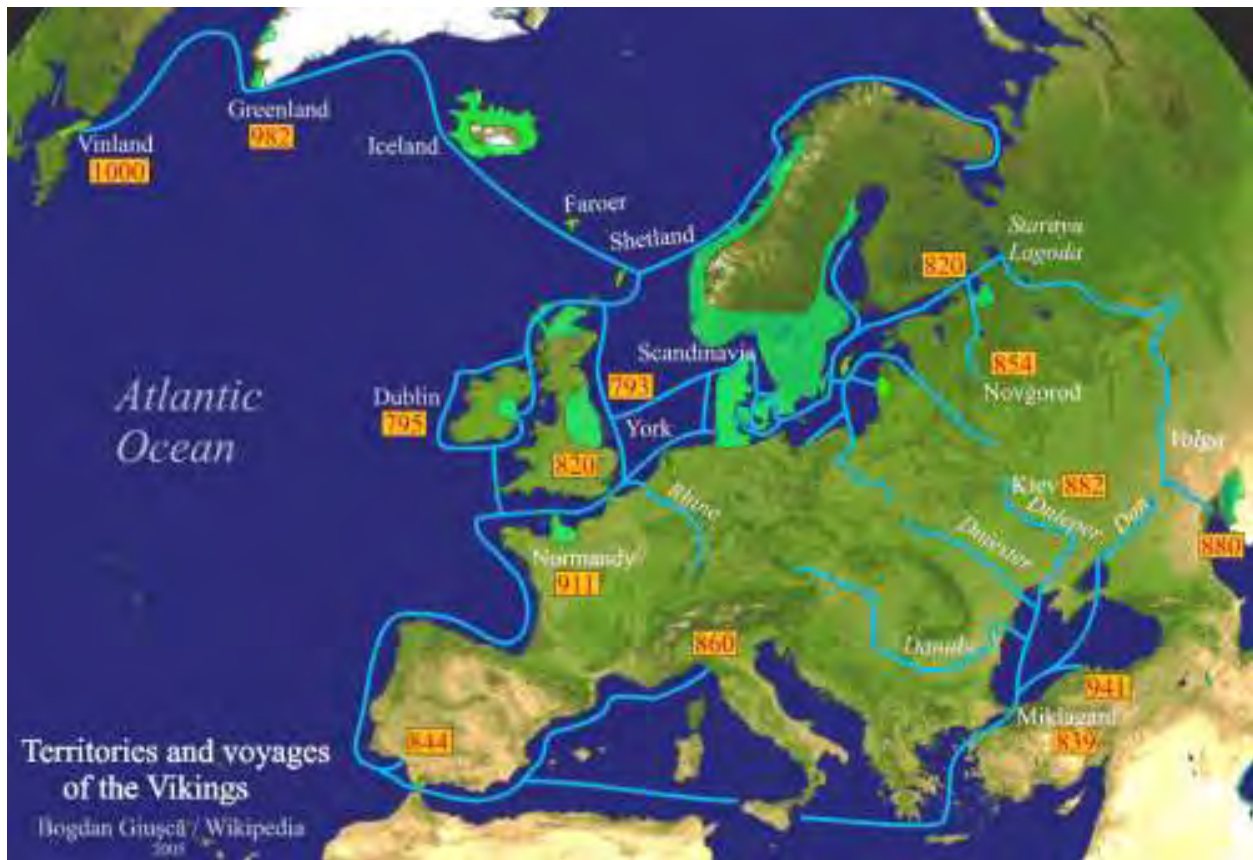 Greenland
982
Vinland
1000
Iceland
Faroer
Shetland
Staraya
Lagoda
820
Scandinavia
854
Novgorod
793
Dublin
795
York
Atlantic
Ocean
820
Volga
Kiev 882
Rhine
Dnieper
Don
Dniester
880
Normandy
911
860
Danube
941
Miklagard
839
844
Territories and voyages
of the Vikings
Bogdan Giuşcă / Wikipedia
2005